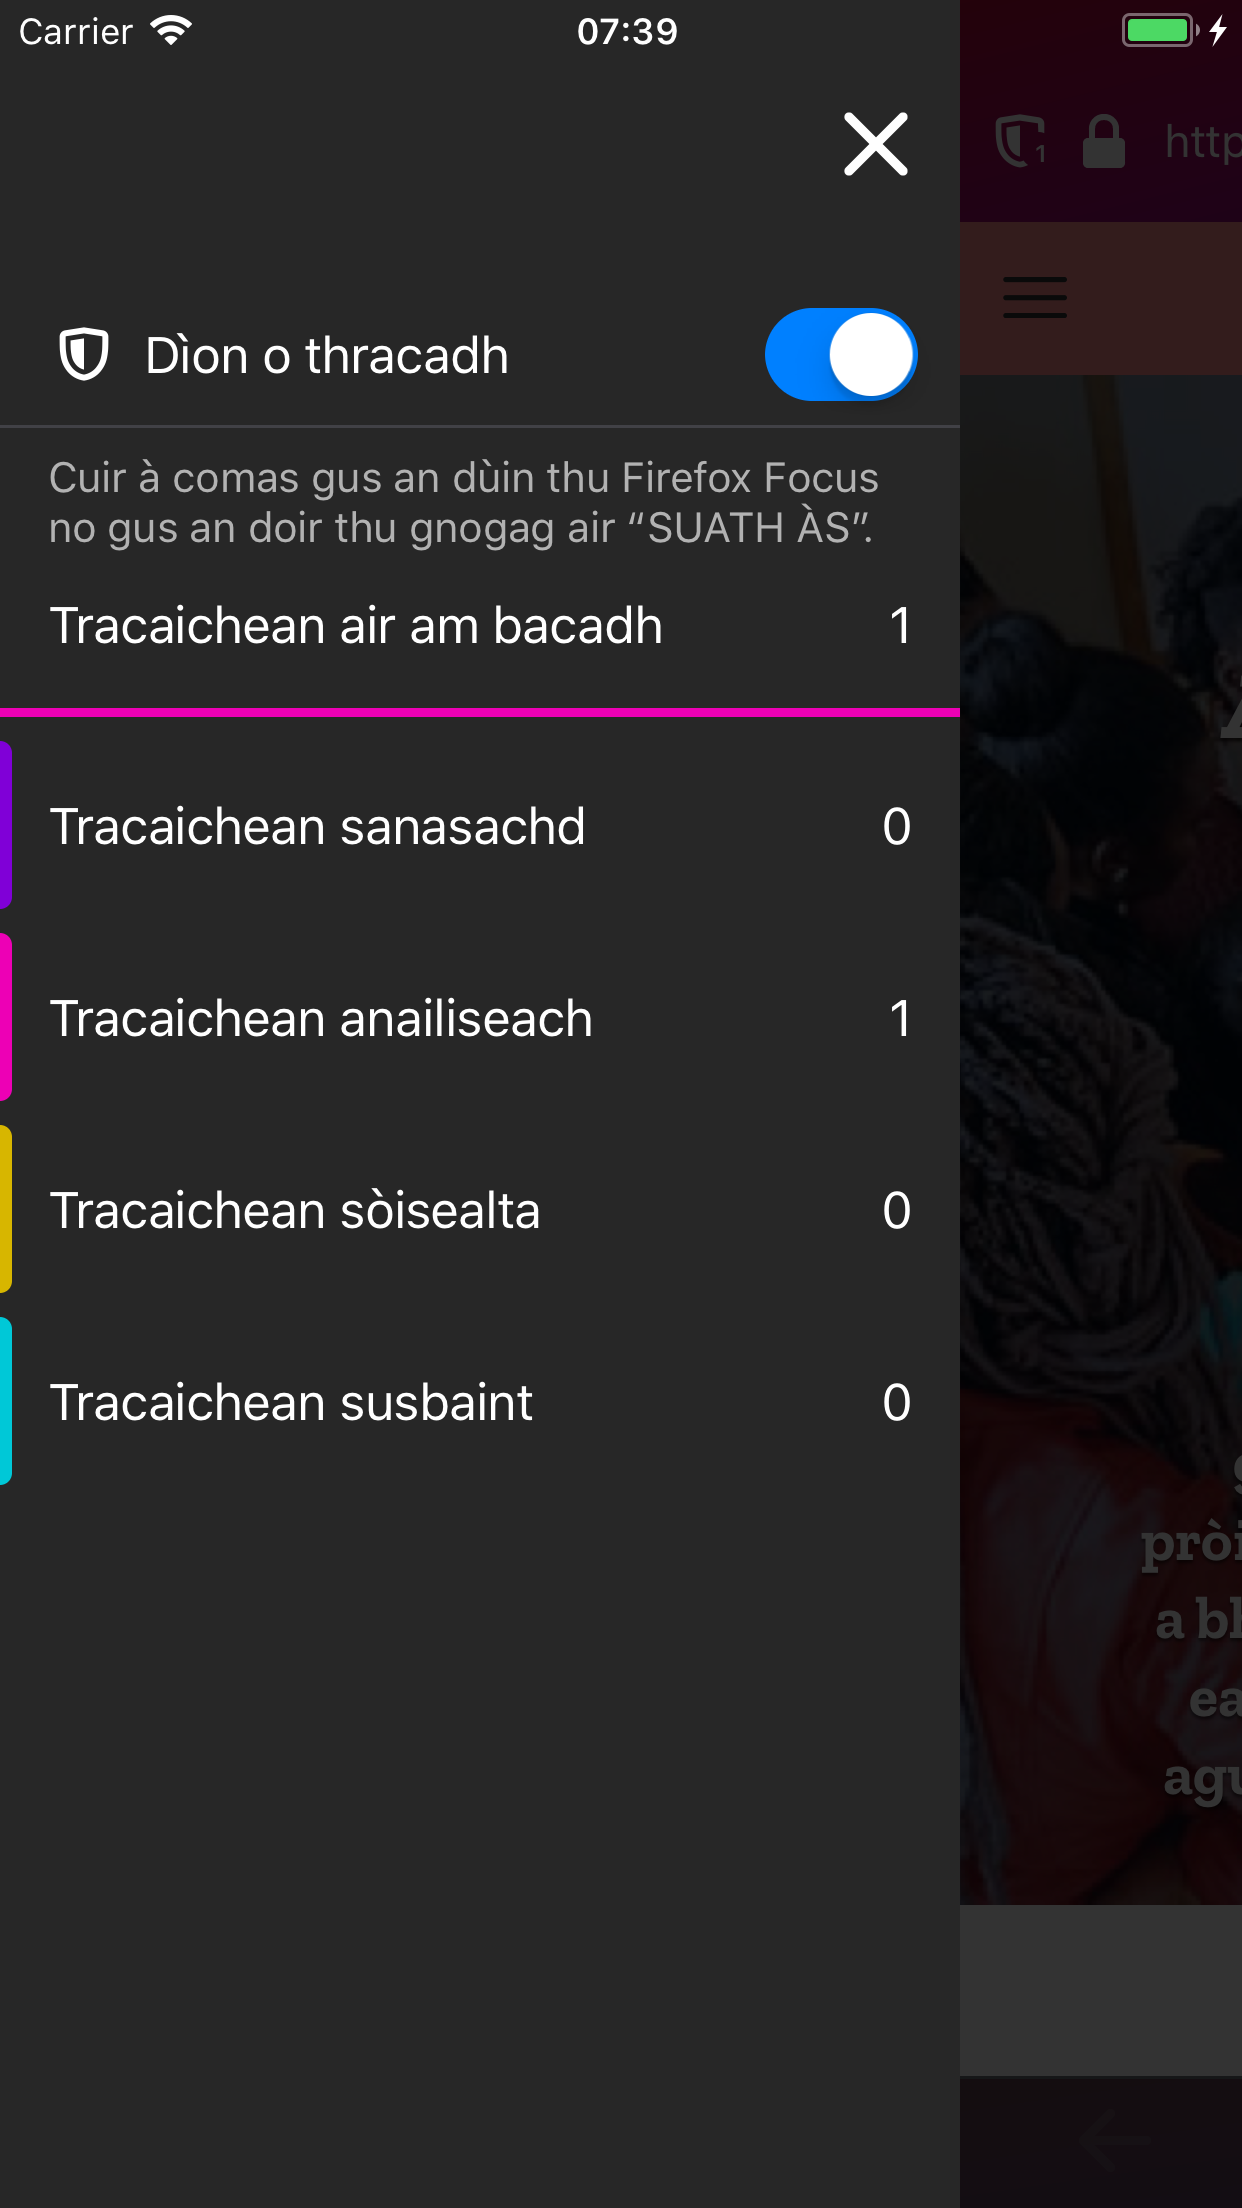 Carrier
07:39
1
http
Dìon o thracadh
Cuir à comas gus an dùin thu Firefox Focus
no gus an doir thu gnogag air “SUATH ÀS”.
Tracaichean air am bacadh 1
Tracaichean sanasachd 0
Tracaichean anailiseach 1
Tracaichean sòisealta 0
Tracaichean susbaint 0
a